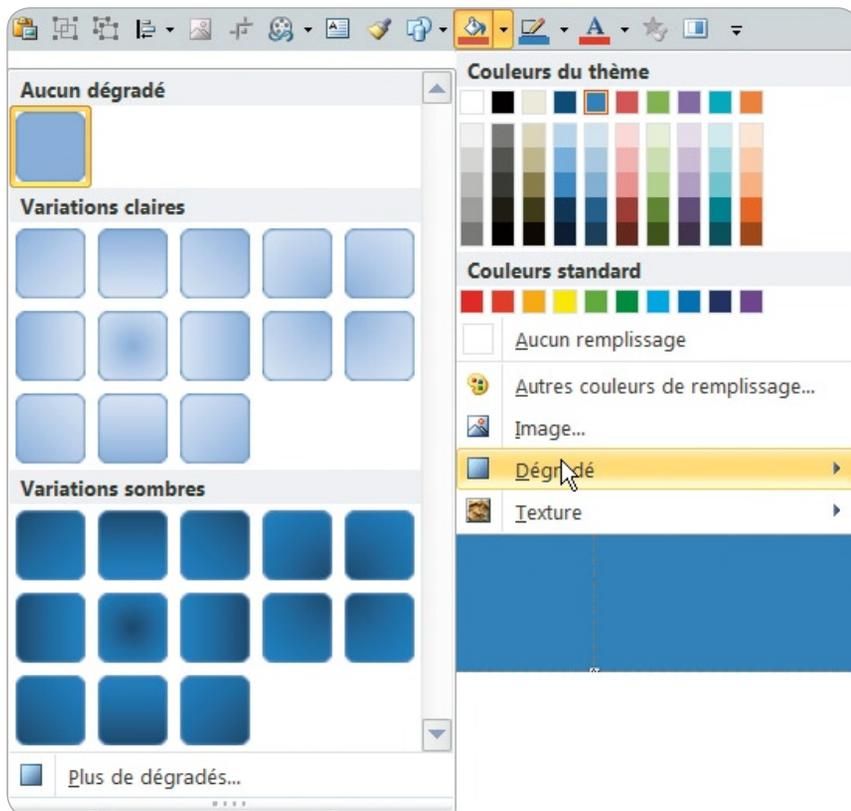 Aucun dégradé
Variations claires
Variations sombres
Plus de dégradés...
Couleurs du thème
Couleurs standard
Aucun remplissage
Autres couleurs de remplissage...
Image...
Dégradé
Texture